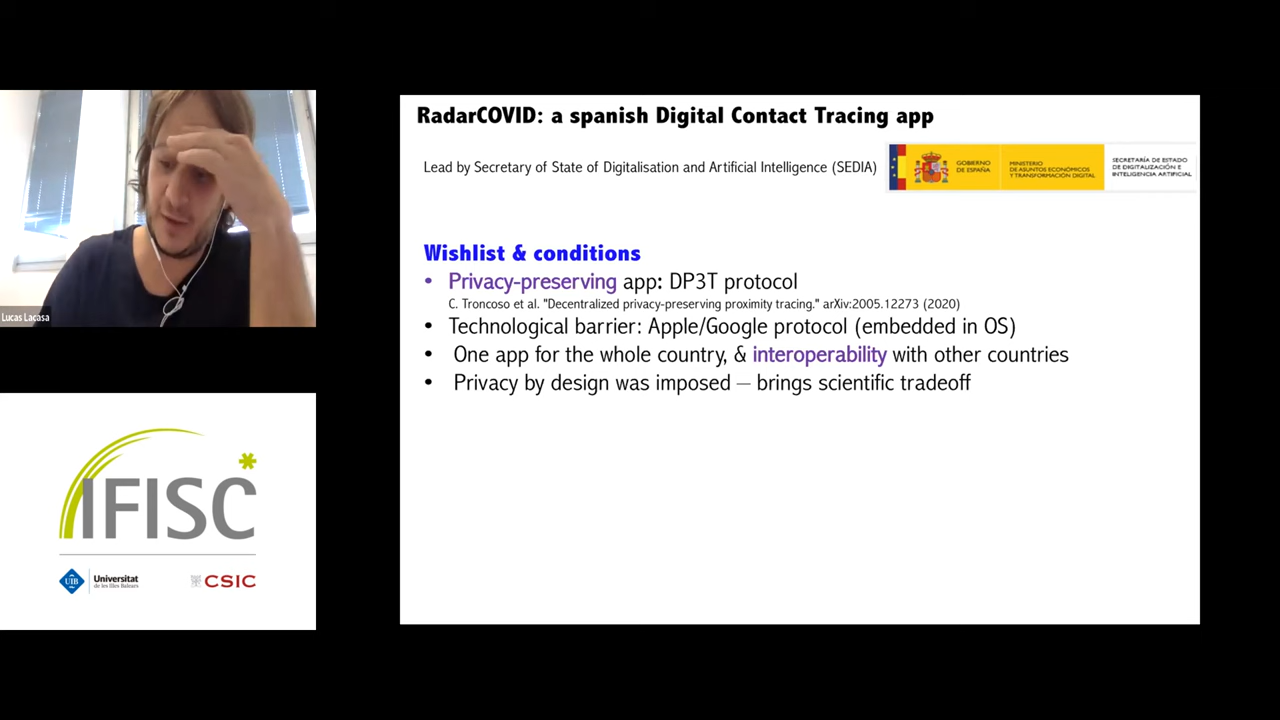 RadarCOVID: a spanish Digital Contact Tracing app
Lead by Secretary of State of Digitalisation and Artificial Intelligence (SEDIA)
GOBIERNO
DE ESPAÑA
MINISTERIO
DE ASUNTOS ECONÓMICOS
Y TRANSFORMACIÓN DIGITAL
SECRETARÍA DE ESTADO
DE DIGITALIZACIÓN E
INTELIGENCIA ARTIFICIAL
Wishlist & conditions
• Privacy-preserving app: DP3T protocol
C. Troncoso et al. "Decentralized privacy-preserving proximity tracing." arXiv:2005.12273 (2020)
• Technological barrier: Apple/Google protocol (embedded in OS)
• One app for the whole country, & interoperability with other countries
• Privacy by design was imposed – brings scientific tradeoff
Lucas Lacasa
IFISC
UIB
Universitat
de les Illes Balears
CSIC